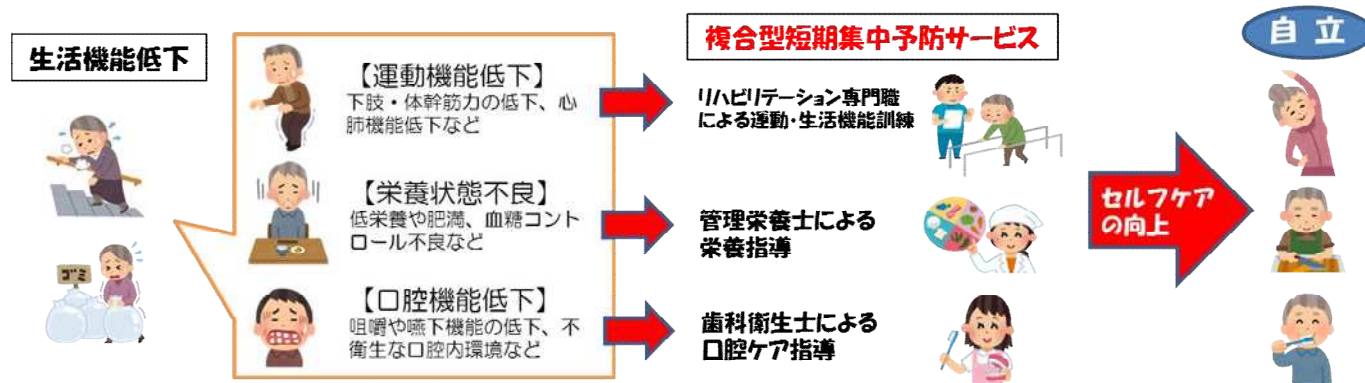 生活機能低下
ゴミ
【運動機能低下】
下肢・体幹筋力の低下、心
肺機能低下など
【栄養状態不良】
低栄養や肥満、血糖コント
ロール不良など
【口腔機能低下】
咀嚼や嚥下機能の低下、不
衛生な口腔内環境など
複合型短期集中予防サービス
リハビリテーション専門職
による運動・生活機能訓練
管理栄養士による
栄養指導
歯科衛生士による
口腔ケア指導
セルフケア
の向上
自立